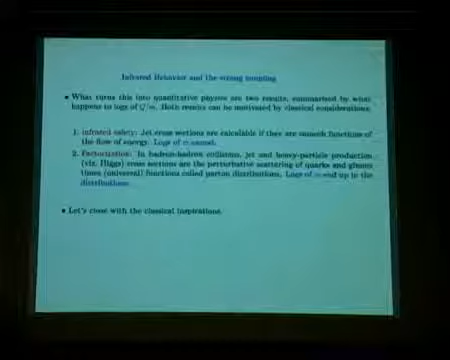 Infrared Behavior and the strong coupling
• What turns this into quantitative physics are two results, summarized by what
happens to logs of Q/m. Both results can be motivated by classical considerations.
1. infrared safety: Jet cross sections are calculable if they are smooth functions of
the flow of energy. Logs of m cancel.
2. Factorization: In hadron-hadron collisions, jet and heavy-particle production
(viz. Higgs) cross sections are the perturbative scattering of quarks and gluons
times (universal) functions called parton distributions. Logs of m end up in the
distributions.
• Let's close with the classical inspirations.